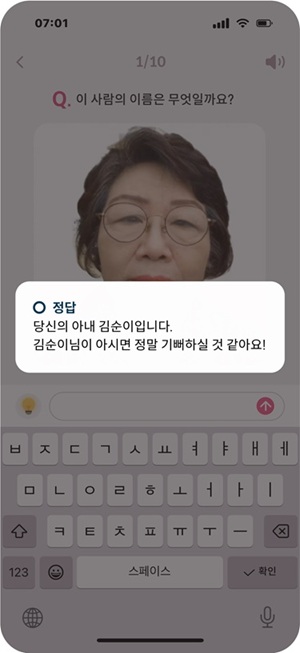 07:01
1/10
Q. 이 사람의 이름은 무엇일까요?
정답
당신의 아내 김순이입니다.
김순이님이 아시면 정말 기뻐하실 것 같아요!
ㅂ ㅈ ㄷ ㄱ ㅅ ㅛ ㅕ ㅑ ㅐ ㅔ
ㅁ ㄴ ㅇ ㄹ ㅎ ㅗ ㅓ ㅏ ㅣ
ㅋ ㅌ ㅊ ㅍ ㅠ ㅜ ㅡ
123 스페이스 확인